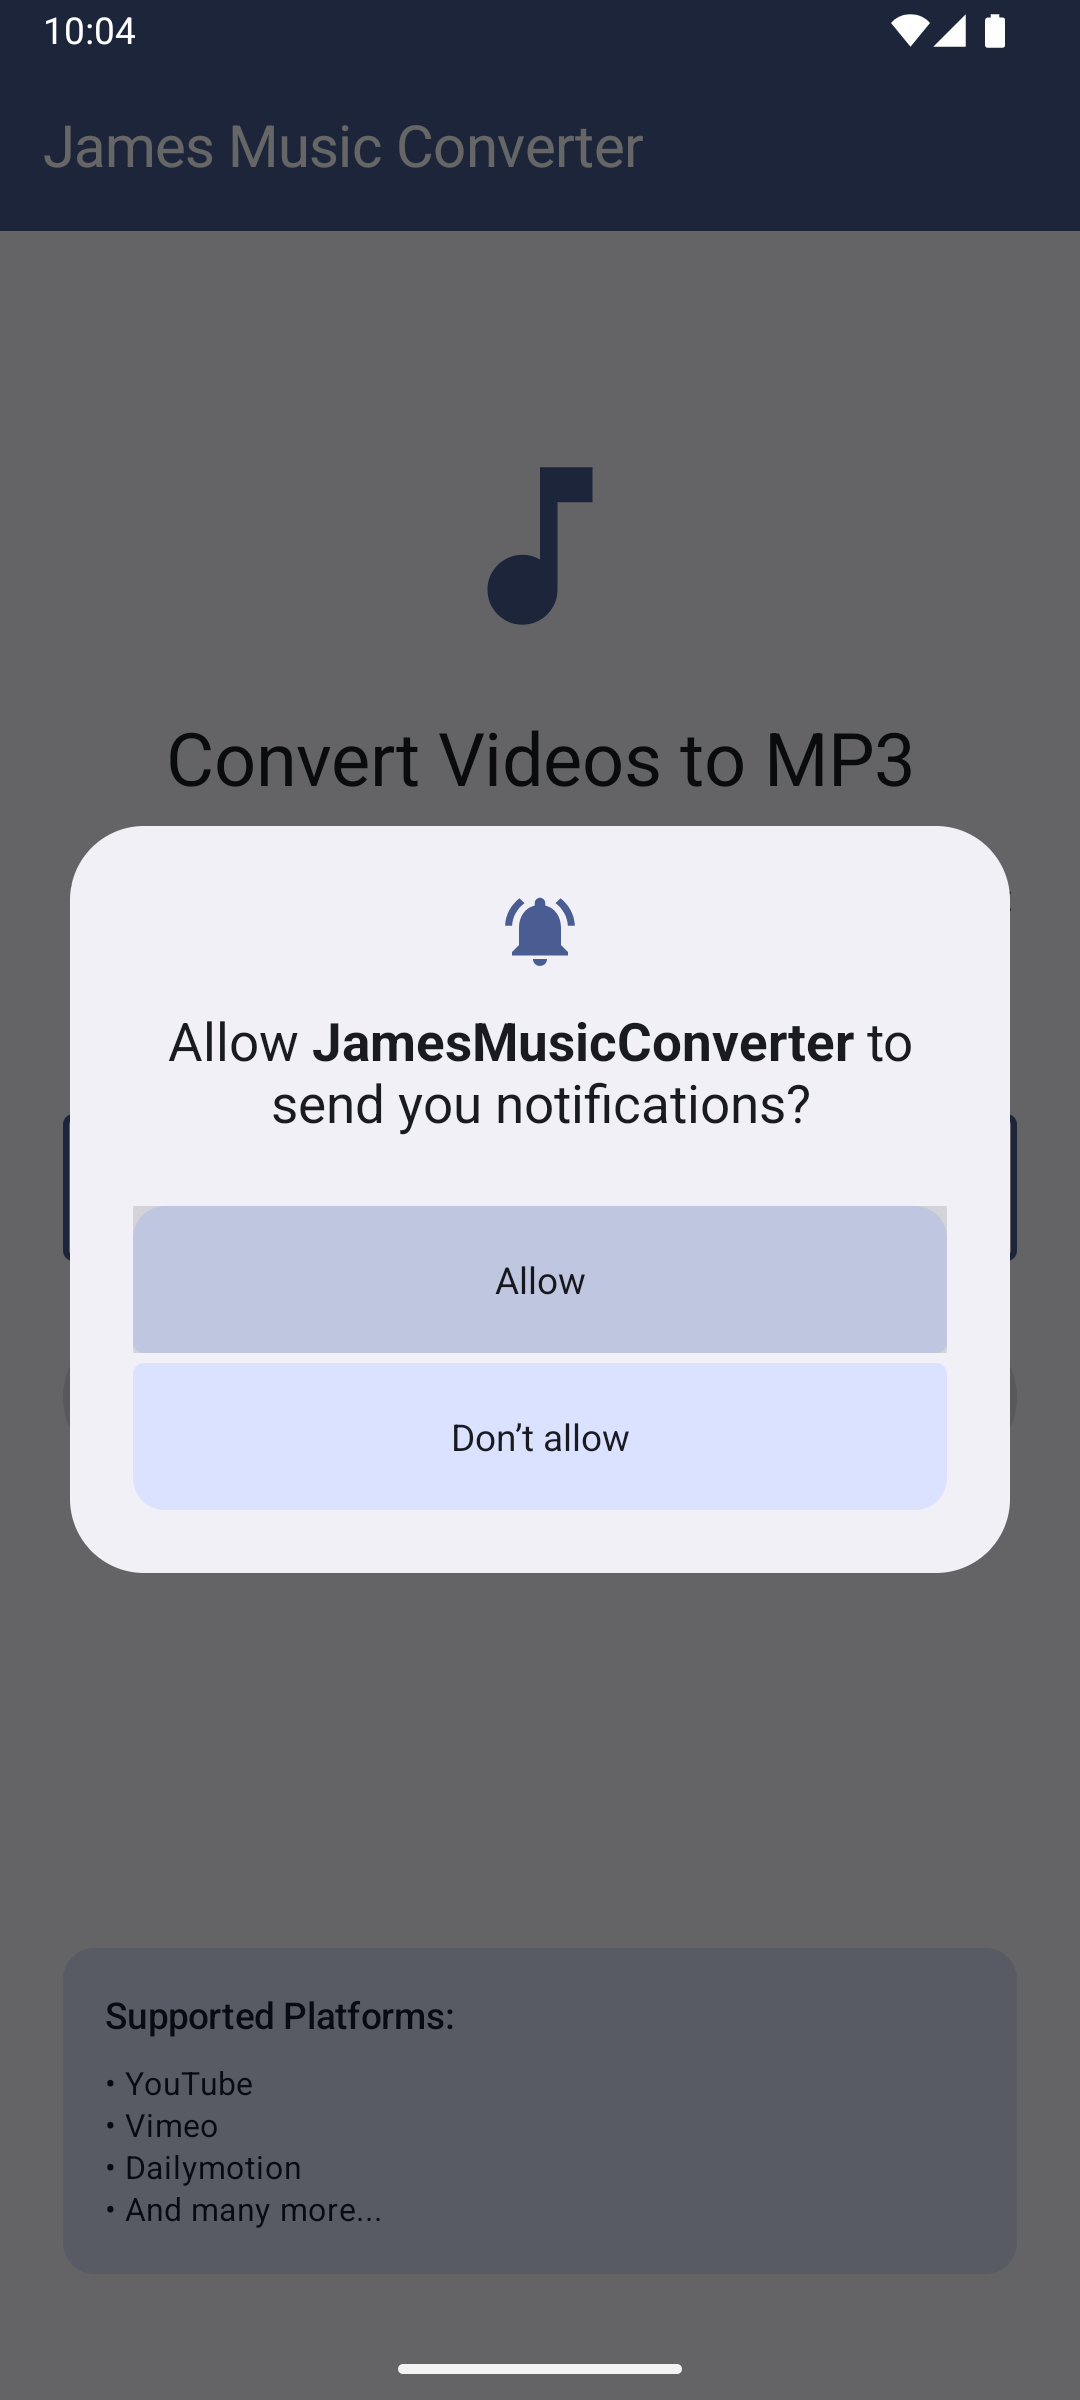 10:04
James Music Converter
Convert Videos to MP3
Allow JamesMusicConverter to
send you notifications?
Allow
Don’t allow
Supported Platforms:
• YouTube
• Vimeo
• Dailymotion
• And many more...